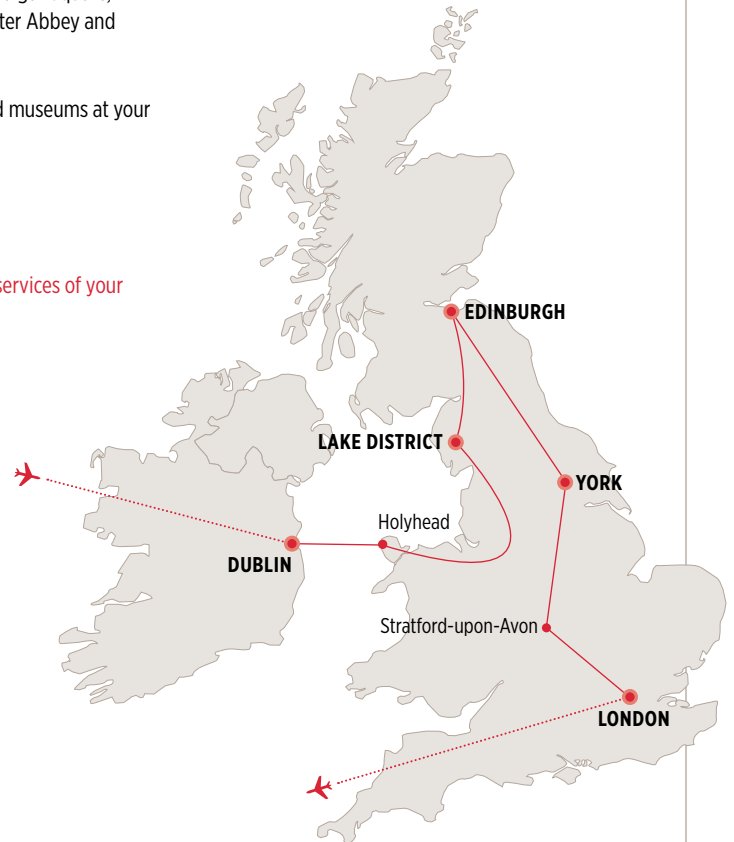 ter Abbey and
d museums at your
services of your
EDINBURGH
LAKE DISTRICT
YORK
Holyhead
DUBLIN
Stratford-upon-Avon
LONDON